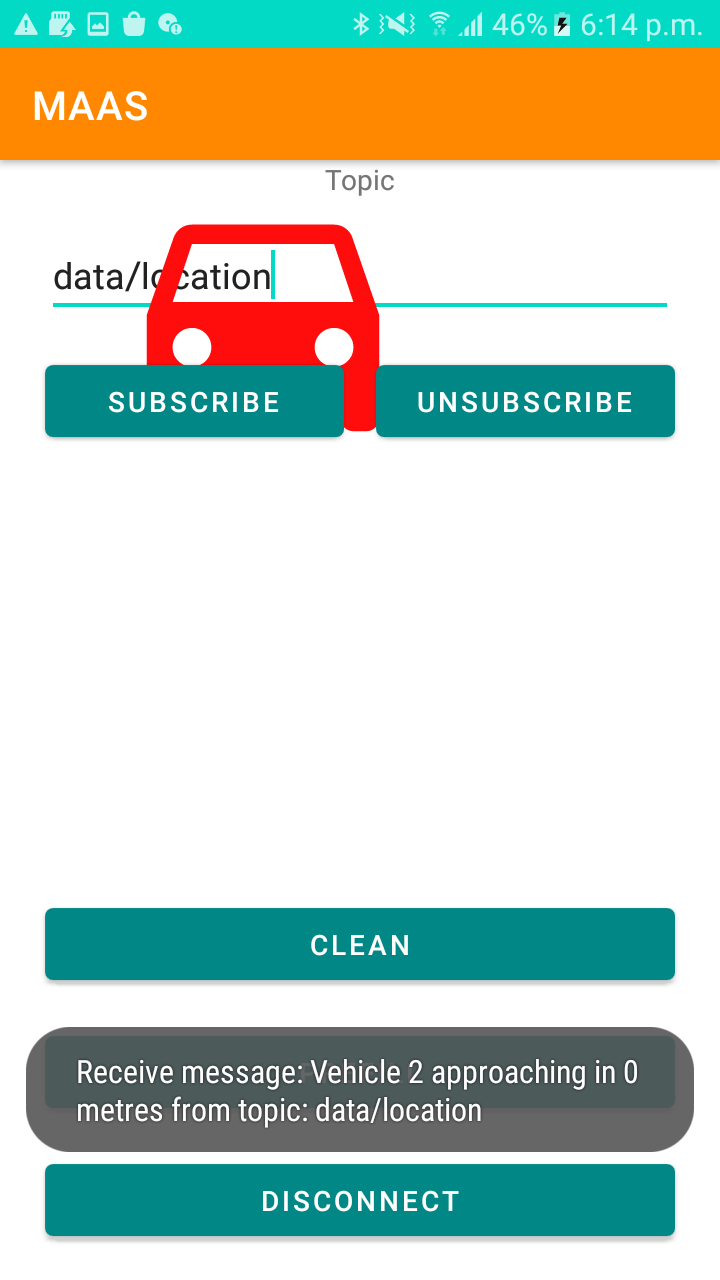 46% 6:14 p.m.
MAAS
Topic
data/location
SUBSCRIBE UNSUBSCRIBE
CLEAN
Receive message: Vehicle 2 approaching in 0
metres from topic: data/location
DISCONNECT